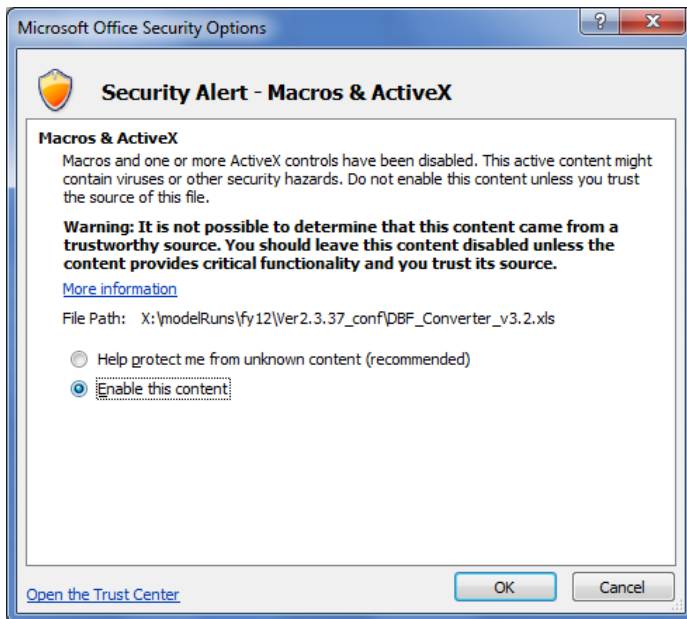 Microsoft Office Security Options
?
X
Security Alert - Macros & ActiveX
Macros & ActiveX
Macros and one or more ActiveX controls have been disabled. This active content might
contain viruses or other security hazards. Do not enable this content unless you trust
the source of this file.
Warning: It is not possible to determine that this content came from a
trustworthy source. You should leave this content disabled unless the
content provides critical functionality and you trust its source.
More information
File Path: X:\modelRuns\fy12\Ver2.3.37_conf\DBF_Converter_v3.2.xls
Help protect me from unknown content (recommended)
Enable this content
Open the Trust Center
OK
Cancel